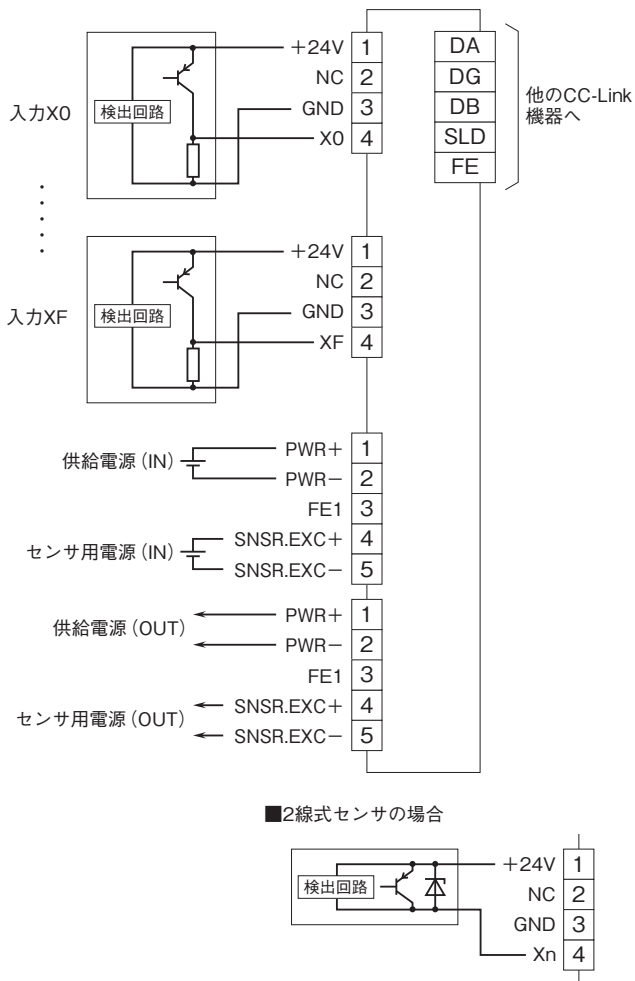 入力X0
検出回路
+24V 1
NC 2
GND 3
X0 4
DA
DG
DB
SLD
FE
他のCC-Link
機器へ
入力XF
検出回路
+24V 1
NC 2
GND 3
XF 4
供給電源(IN)
PWR+ 1
PWR− 2
FE1 3
センサ用電源(IN)
SNSR.EXC+ 4
SNSR.EXC− 5
供給電源(OUT)
PWR+ 1
PWR− 2
FE1 3
センサ用電源(OUT)
SNSR.EXC+ 4
SNSR.EXC− 5
■2線式センサの場合
検出回路
+24V 1
NC 2
GND 3
Xn 4